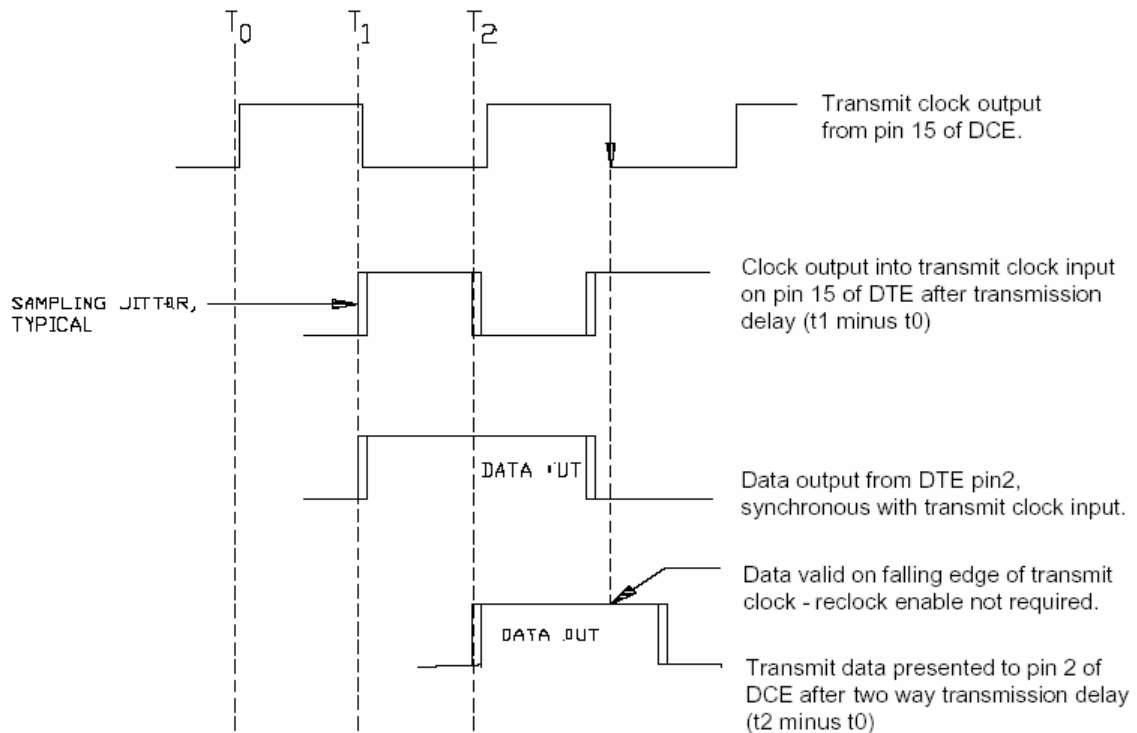 T0 T1 T2
Transmit clock output
from pin 15 of DCE.
Clock output into transmit clock input
on pin 15 of DTE after transmission
delay (t1 minus t0)
SAMPLING JITTER,
TYPICAL
DATA OUT
Data output from DTE pin2,
synchronous with transmit clock input.
Data valid on falling edge of transmit
clock - reclock enable not required.
DATA OUT
Transmit data presented to pin 2 of
DCE after two way transmission delay
(t2 minus t0)